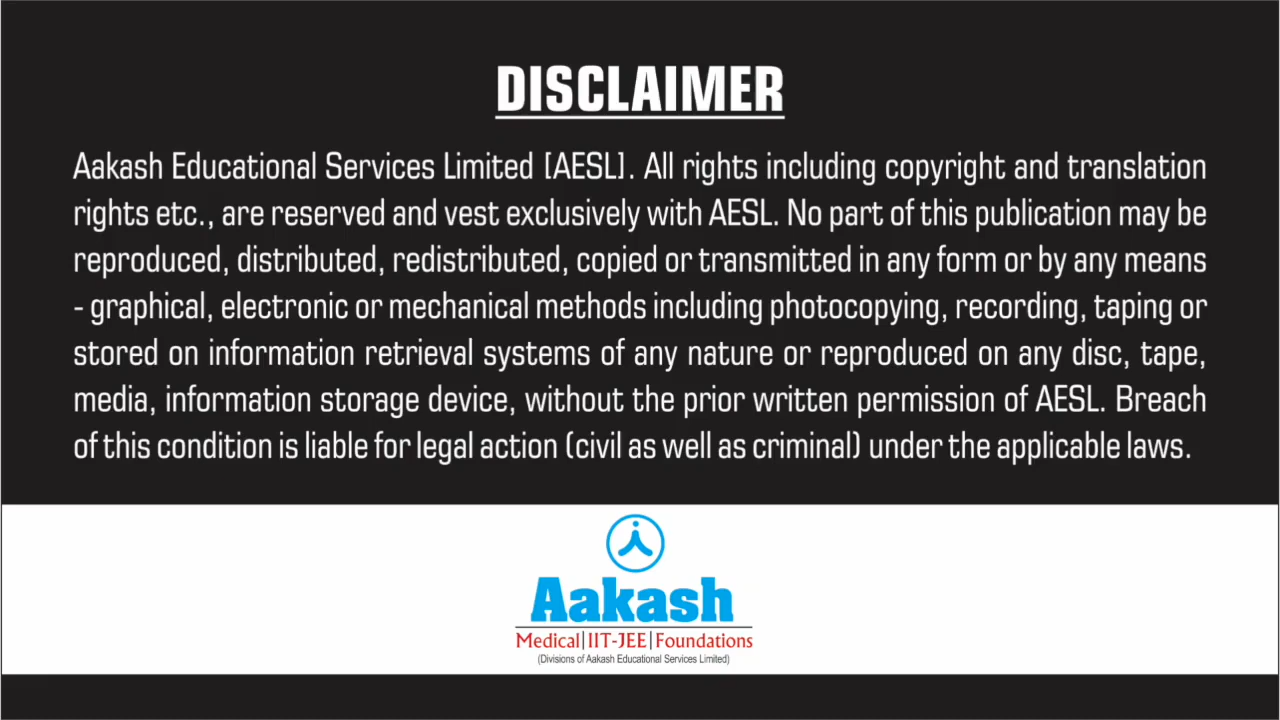 DISCLAIMER
Aakash Educational Services Limited [AESL]. All rights including copyright and translation
rights etc., are reserved and vest exclusively with AESL. No part of this publication may be
reproduced, distributed, redistributed, copied or transmitted in any form or by any means
- graphical, electronic or mechanical methods including photocopying, recording, taping or
stored on information retrieval systems of any nature or reproduced on any disc, tape,
media, information storage device, without the prior written permission of AESL. Breach
of this condition is liable for legal action (civil as well as criminal) under the applicable laws.
Aakash
Medical|IIT-JEE|Foundations
(Divisions of Aakash Educational Services Limited)